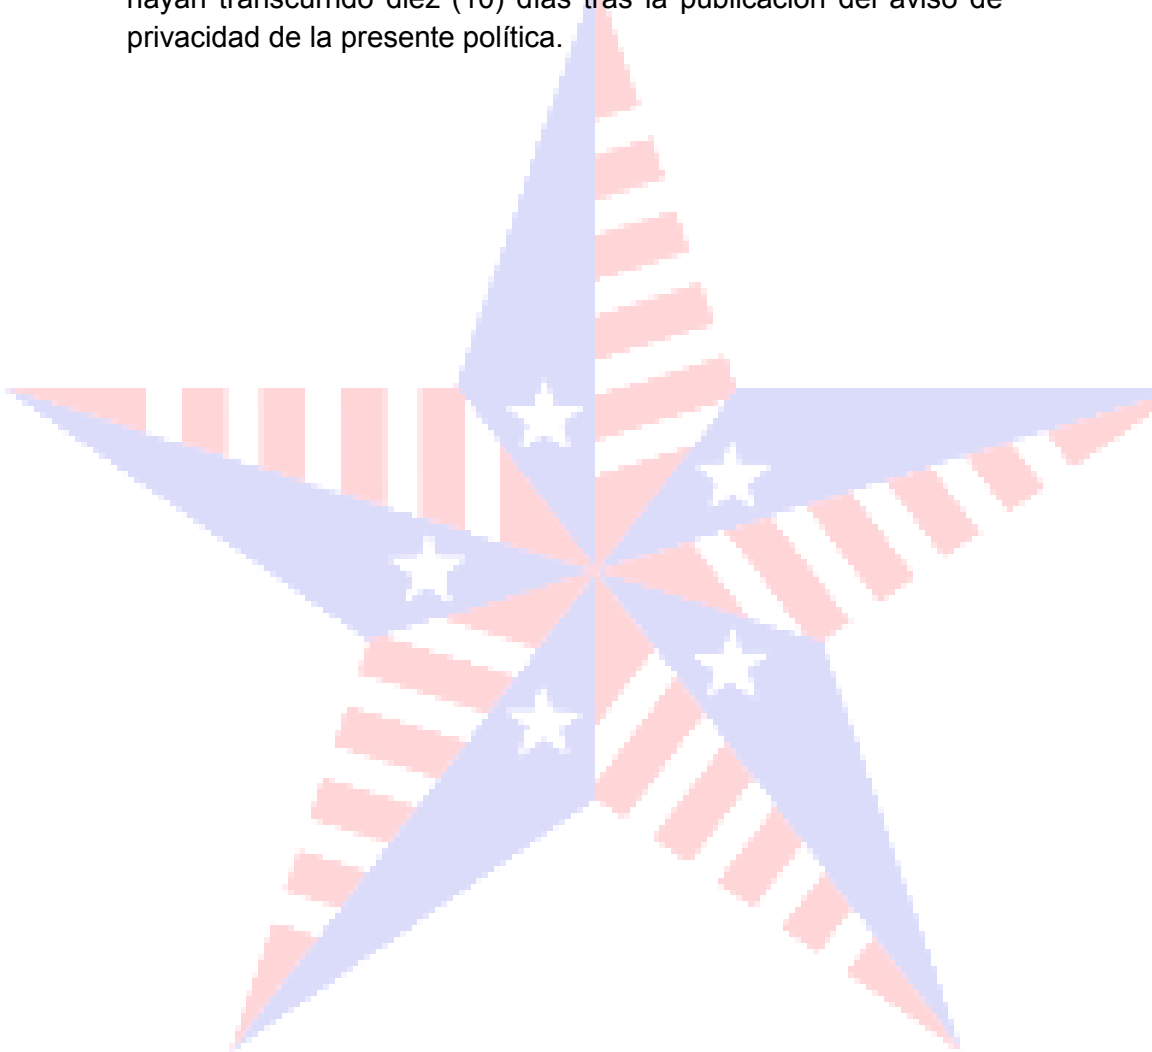 hayan transcurrido diez (10) días tras la publicación del aviso de
privacidad de la presente política.